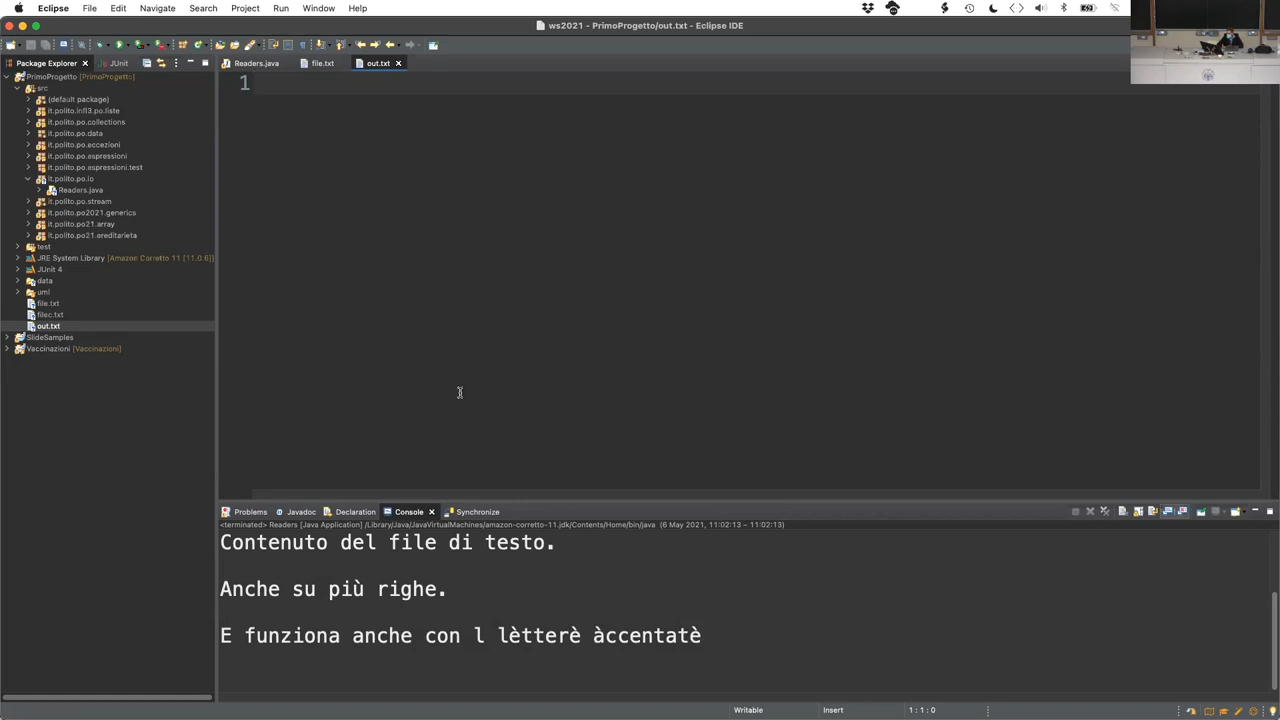 Eclipse File Edit Navigate Search Project Run Window Help
ws2021 - PrimoProgetto/out.txt - Eclipse IDE
Package Explorer JUnit
Readers.java file.txt out.txt
1
PrimoProgetto [PrimoProgetto]
src
(default package)
it.polito.inf13.po.liste
it.polito.po.collections
it.polito.po.data
it.polito.po.eccezioni
it.polito.po.espressioni
it.polito.po.espressioni.test
it.polito.po.io
Readers.java
it.polito.po.stream
it.polito.po2021.generics
it.polito.po21.array
it.polito.po21.ereditarieta
test
JRE System Library [Amazon Corretto 11 [11.0.6]]
JUnit 4
data
uml
file.txt
filec.txt
out.txt
SlideSamples
Vaccinazioni [Vaccinazioni]
Problems Javadoc Declaration Console Synchronize
<terminated> Readers [Java Application] /Library/Java/JavaVirtualMachines/amazon-corretto-11.jdk/Contents/Home/bin/java (6 May 2021, 11:02:13 – 11:02:13)
Contenuto del file di testo.
Anche su più righe.
E funziona anche con l lètterè àccentatè
Writable Insert 1 : 1 : 0